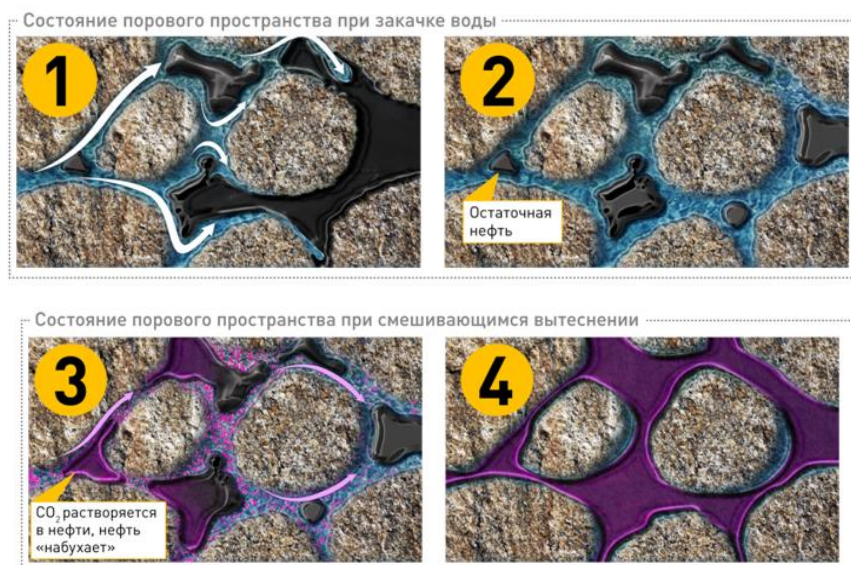 Состояние порового пространства при закачке воды
1
2
Остаточная
нефть
Состояние порового пространства при смешивающимся вытеснении
3
4
CO₂ растворяется
в нефти, нефть
«набухает»